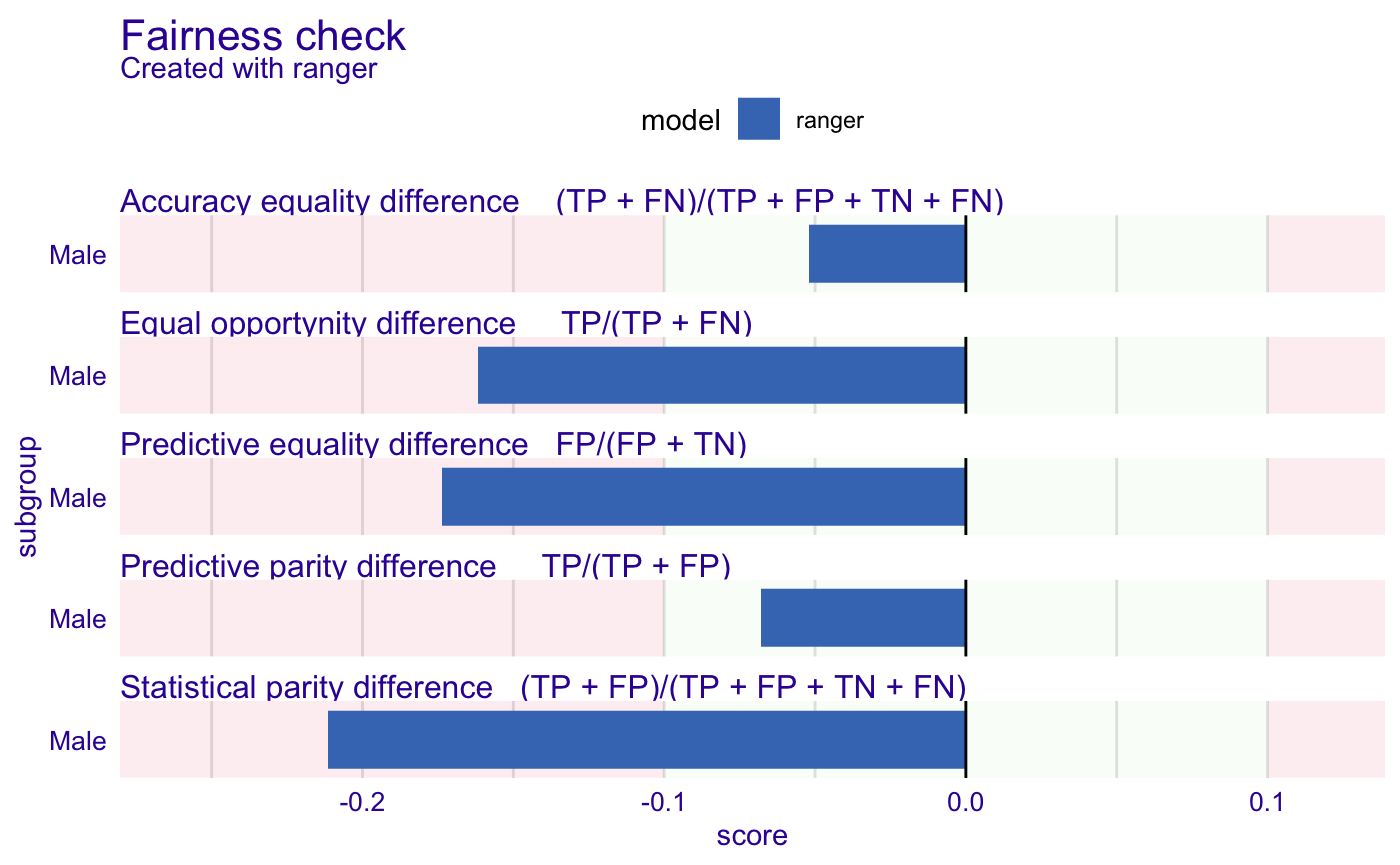 Fairness check
Created with ranger
model ranger
Accuracy equality difference (TP + FN)/(TP + FP + TN + FN)
Male
Equal opportynity difference TP/(TP + FN)
Male
Predictive equality difference FP/(FP + TN)
Male
Predictive parity difference TP/(TP + FP)
Male
Statistical parity difference (TP + FP)/(TP + FP + TN + FN)
Male
subgroup
-0.2 -0.1 0.0 0.1
score